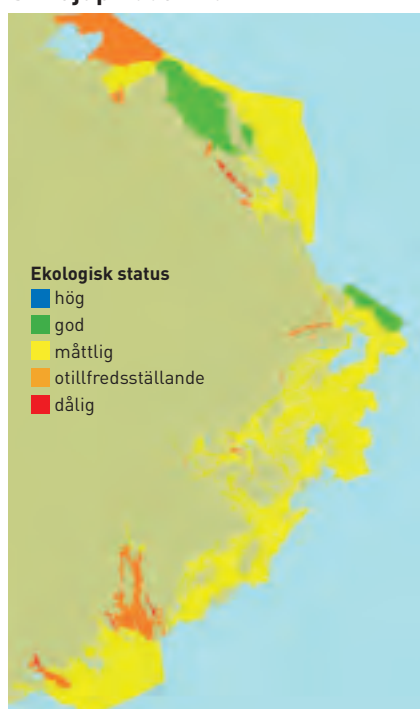 Ekologisk status
hög
god
måttlig
otillfredsställande
dålig